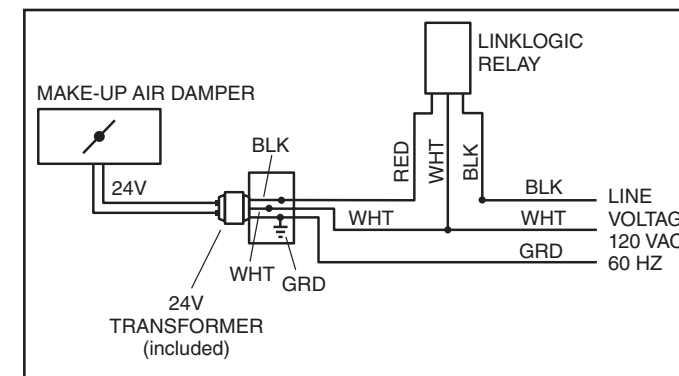 LINKLOGIC
RELAY
MAKE-UP AIR DAMPER
BLK
RED
WHT
BLK
24V
BLK
LINE
WHT
WHT
VOLTAG
120 VAC
GRD
60 HZ
WHT
GRD
24V
TRANSFORMER
(included)